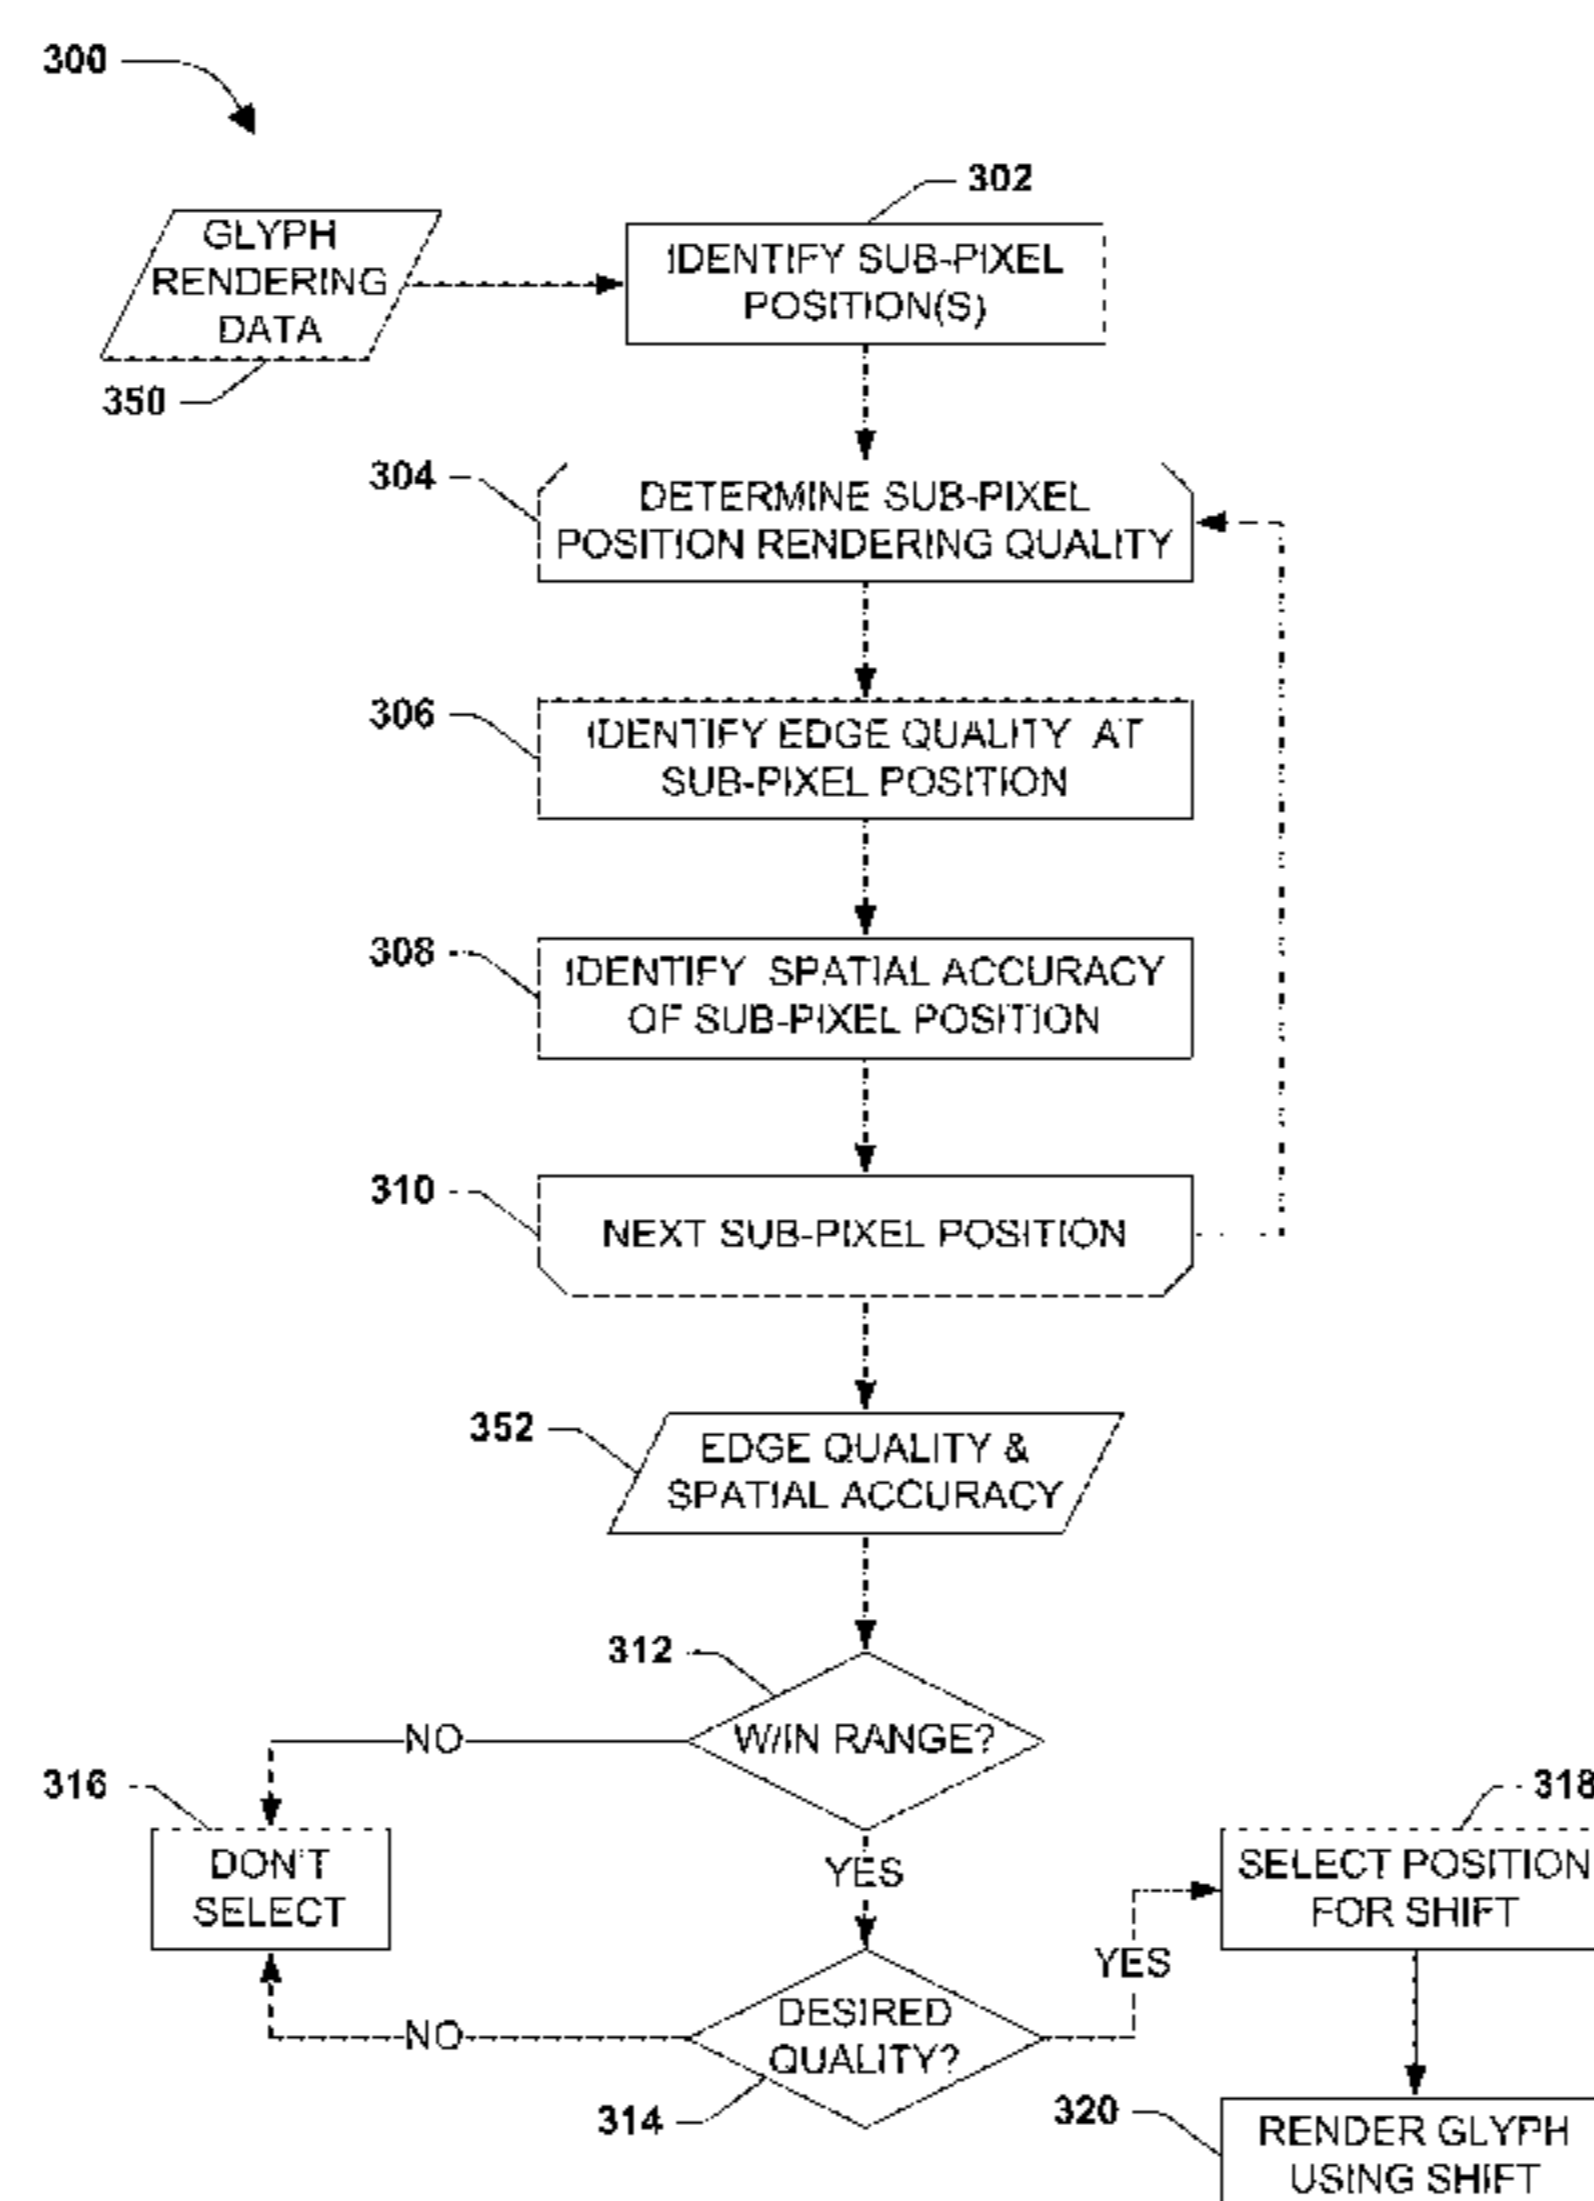 300
302
GLYPH
RENDERING
DATA
IDENTIFY SUB-PIXEL
POSITION(S)
350
304
DETERMINE SUB-PIXEL
POSITION RENDERING QUALITY
306
IDENTIFY EDGE QUALITY AT
SUB-PIXEL POSITION
308
IDENTIFY SPATIAL ACCURACY
OF SUB-PIXEL POSITION
310
NEXT SUB-PIXEL POSITION
352
EDGE QUALITY &
SPATIAL ACCURACY
312
W/IN RANGE?
NO
316
318
DON'T
SELECT
YES
SELECT POSITION
FOR SHIFT
YES
DESIRED
QUALITY?
NO
314
320
RENDER GLYPH
USING SHIFT